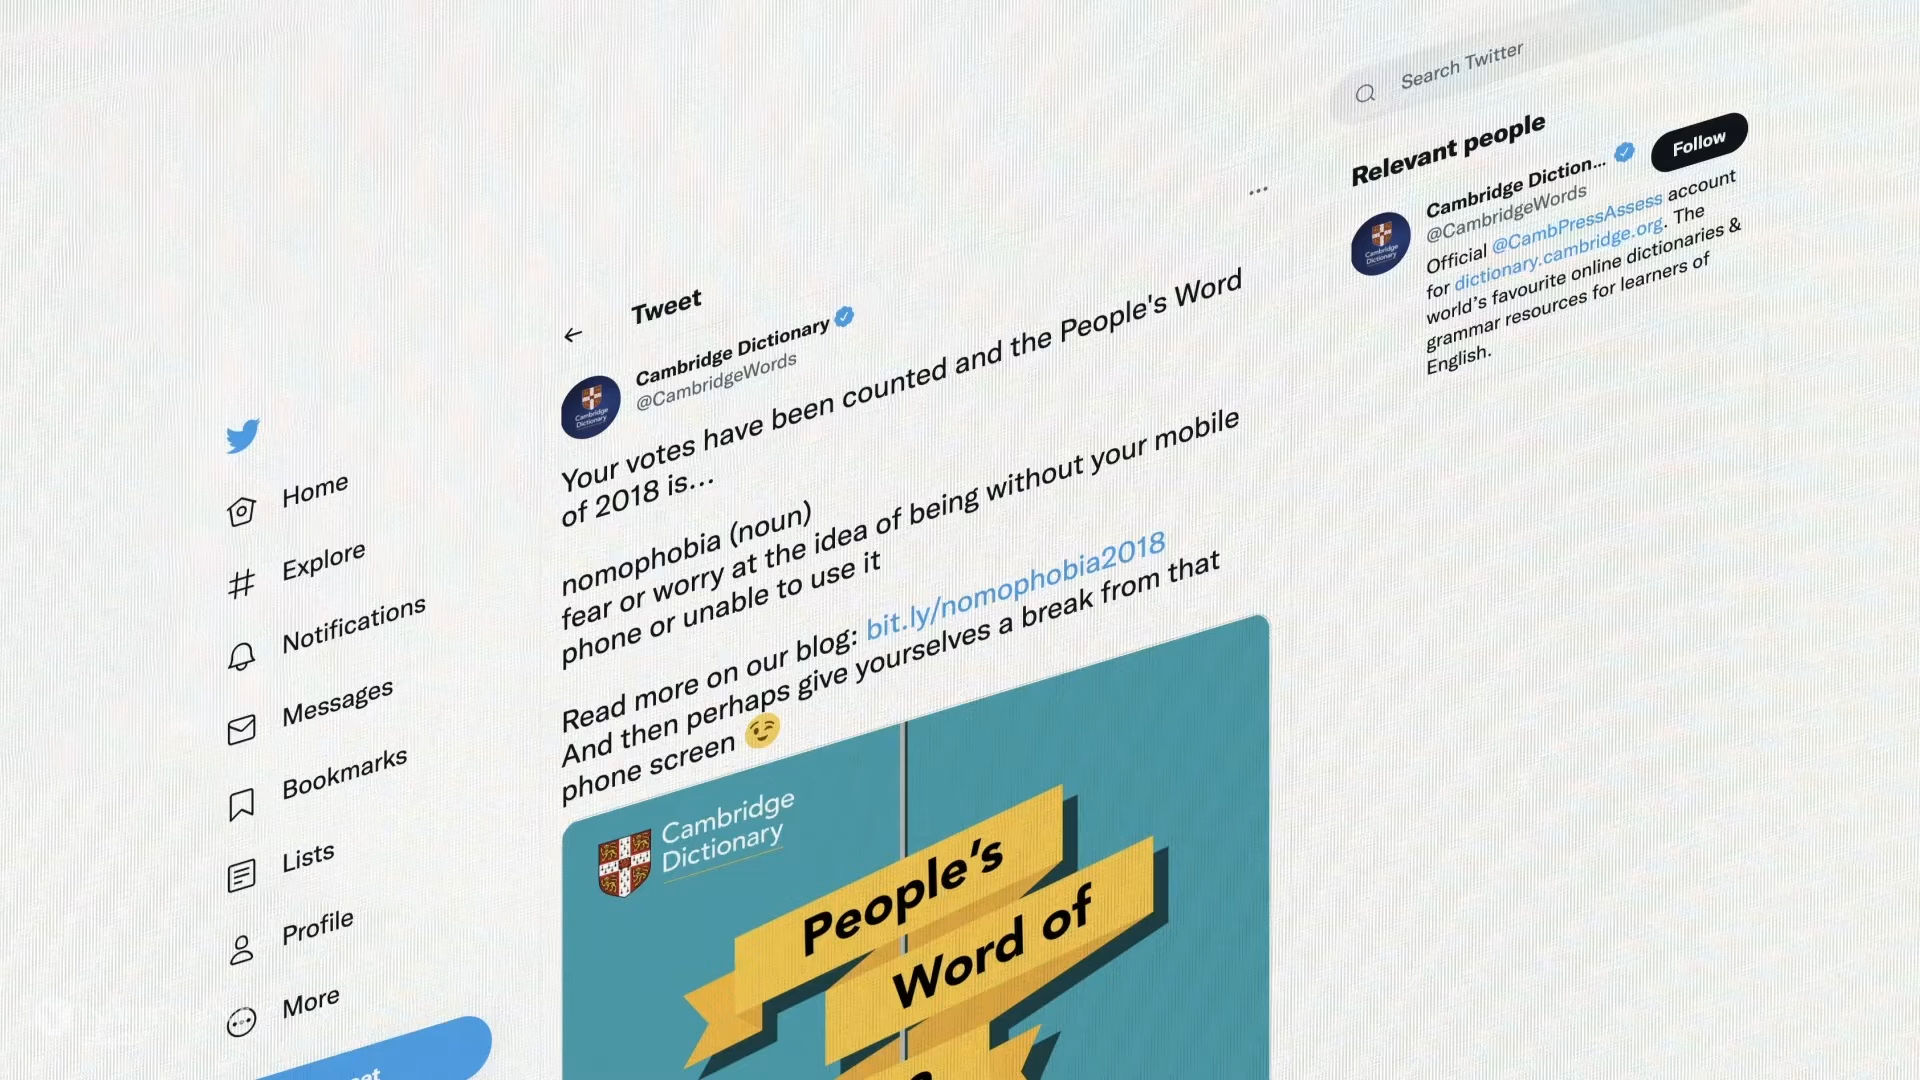 Home
Explore
Notifications
Messages
Bookmarks
Lists
Profile
More
Tweet
Cambridge Dictionary
@CambridgeWords
Cambridge
Dictionary
Your votes have been counted and the People's Word
of 2018 is...
nomophobia (noun)
fear or worry at the idea of being without your mobile
phone or unable to use it
Read more on our blog: bit.ly/nomophobia2018
And then perhaps give yourselves a break from that
phone screen 😉
Cambridge
Dictionary
People's
Word of
Search Twitter
Relevant people
Cambridge Diction...
@CambridgeWords
Follow
Cambridge
Dictionary
Official @CambPressAssess account
for dictionary.cambridge.org. The
world's favourite online dictionaries &
grammar resources for learners of
English.